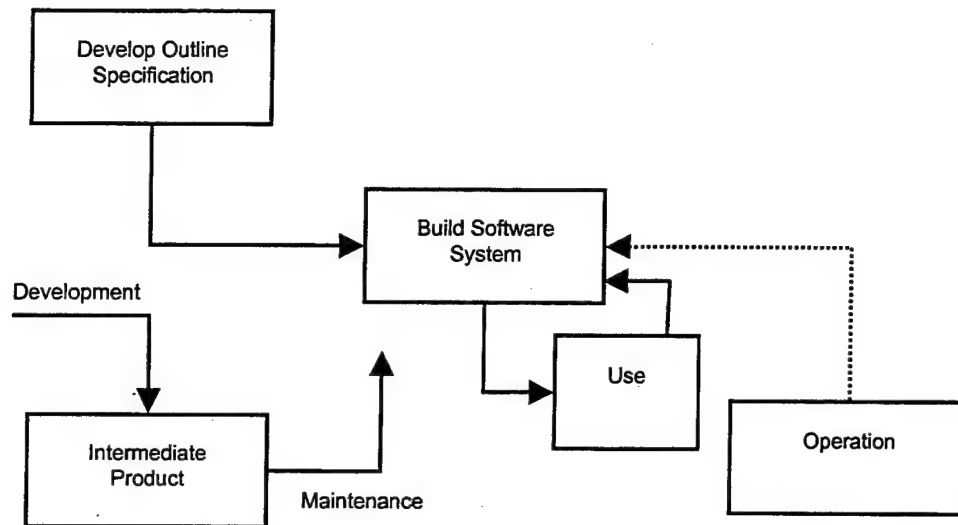 Develop Outline
Specification
Build Software
System
Development
Use
Intermediate
Product
Operation
Maintenance